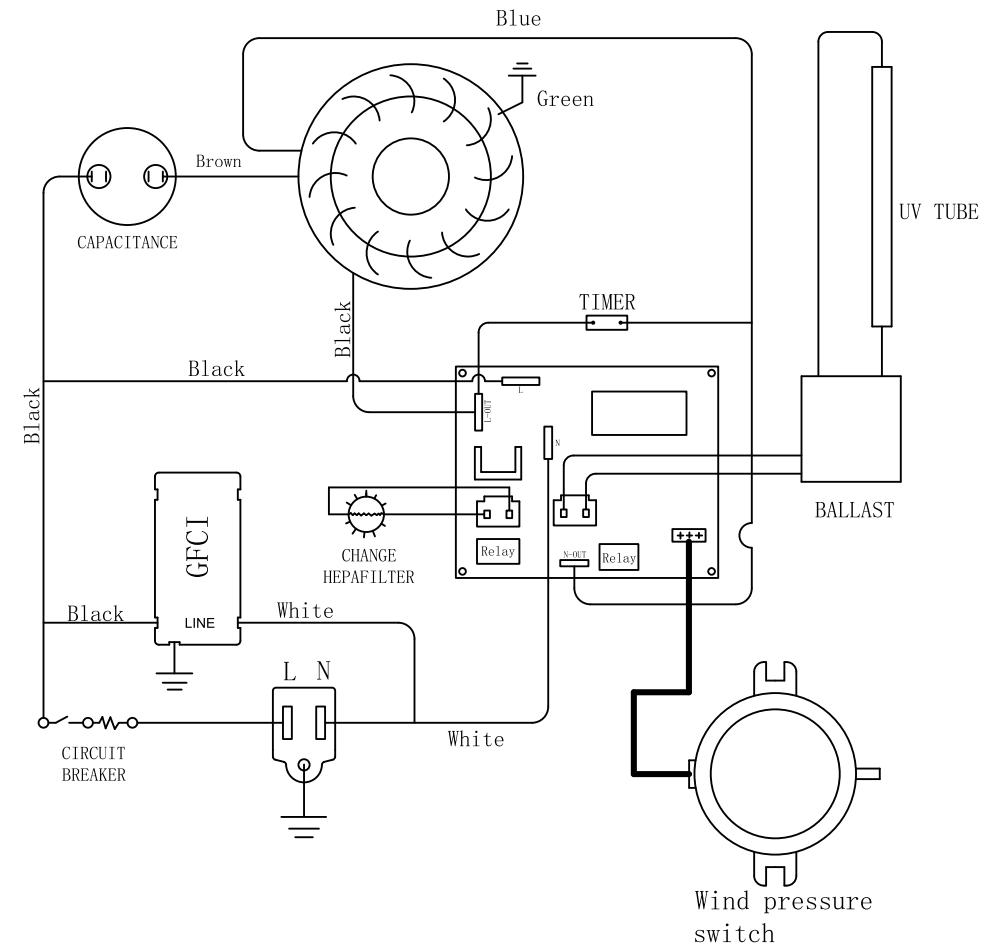 Blue
Green
Brown
UV TUBE
CAPACITANCE
TIMER
Black
Black
L
Black
L-OUT
N
BALLAST
GFCI
CHANGE
HEPAFILTER
Relay
N-OUT
Relay
+++
Black
White
LINE
L N
White
CIRCUIT
BREAKER
Wind pressure
switch